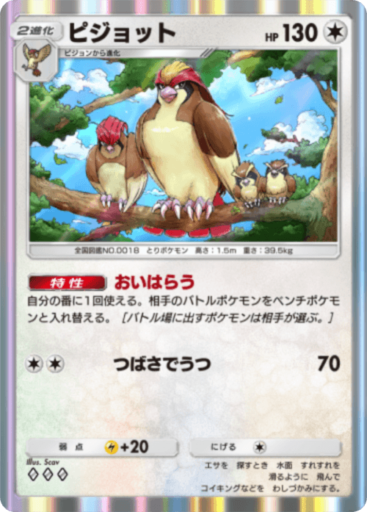 2進化 ピジョット HP 130
ピジョンから進化
全国図鑑NO.0018 とりポケモン 高さ：1.5m 重さ：39.5kg
特性 おいはらう
自分の番に1回使える。相手のバトルポケモンをベンチポケモ
ンと入れ替える。［バトル場に出すポケモンは相手が選ぶ。］
つばさでうつ 70
弱点 +20 にげる
Illus. Scav
エサを 探すとき 水面 すれすれを
滑るように 飛んで
コイキングなどを わしづかみにする。